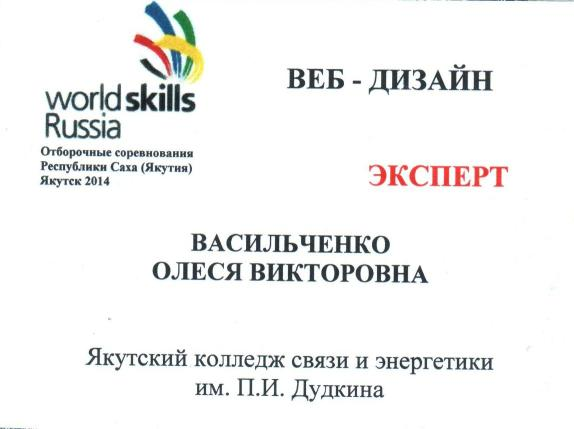 worldskills
Russia
Отборочные соревнования
Республики Саха (Якутия)
Якутск 2014
ВЕБ - ДИЗАЙН
ЭКСПЕРТ
ВАСИЛЬЧЕНКО
ОЛЕСЯ ВИКТОРОВНА
Якутский колледж связи и энергетики
им. П.И. Дудкина